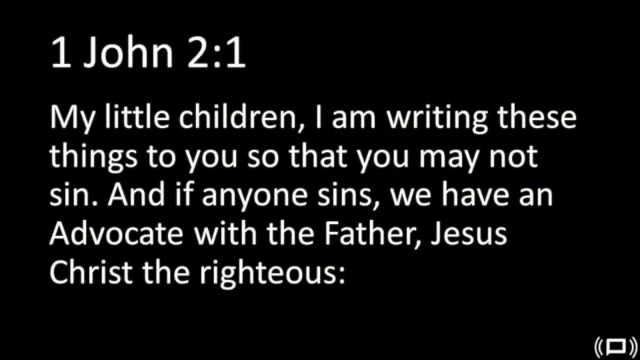 1 John 2:1
My little children, I am writing these
things to you so that you may not
sin. And if anyone sins, we have an
Advocate with the Father, Jesus
Christ the righteous: